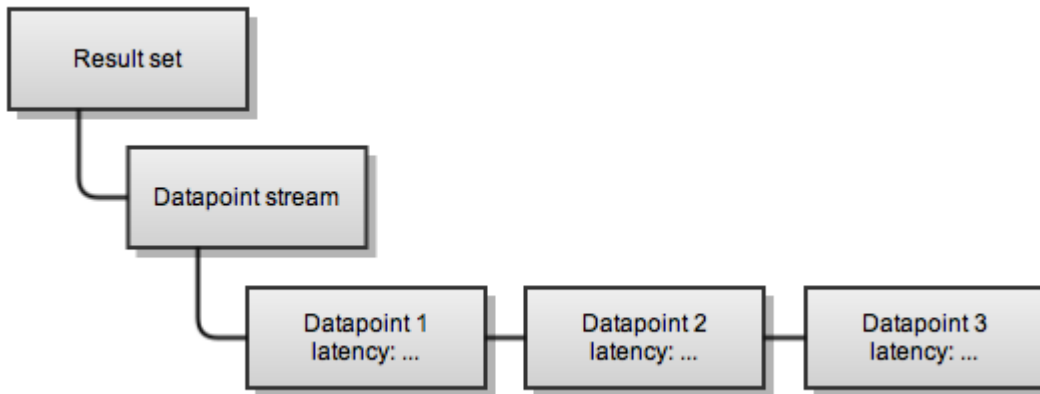 Result set
Datapoint stream
Datapoint 1
latency: ...
Datapoint 2
latency: ...
Datapoint 3
latency: ...